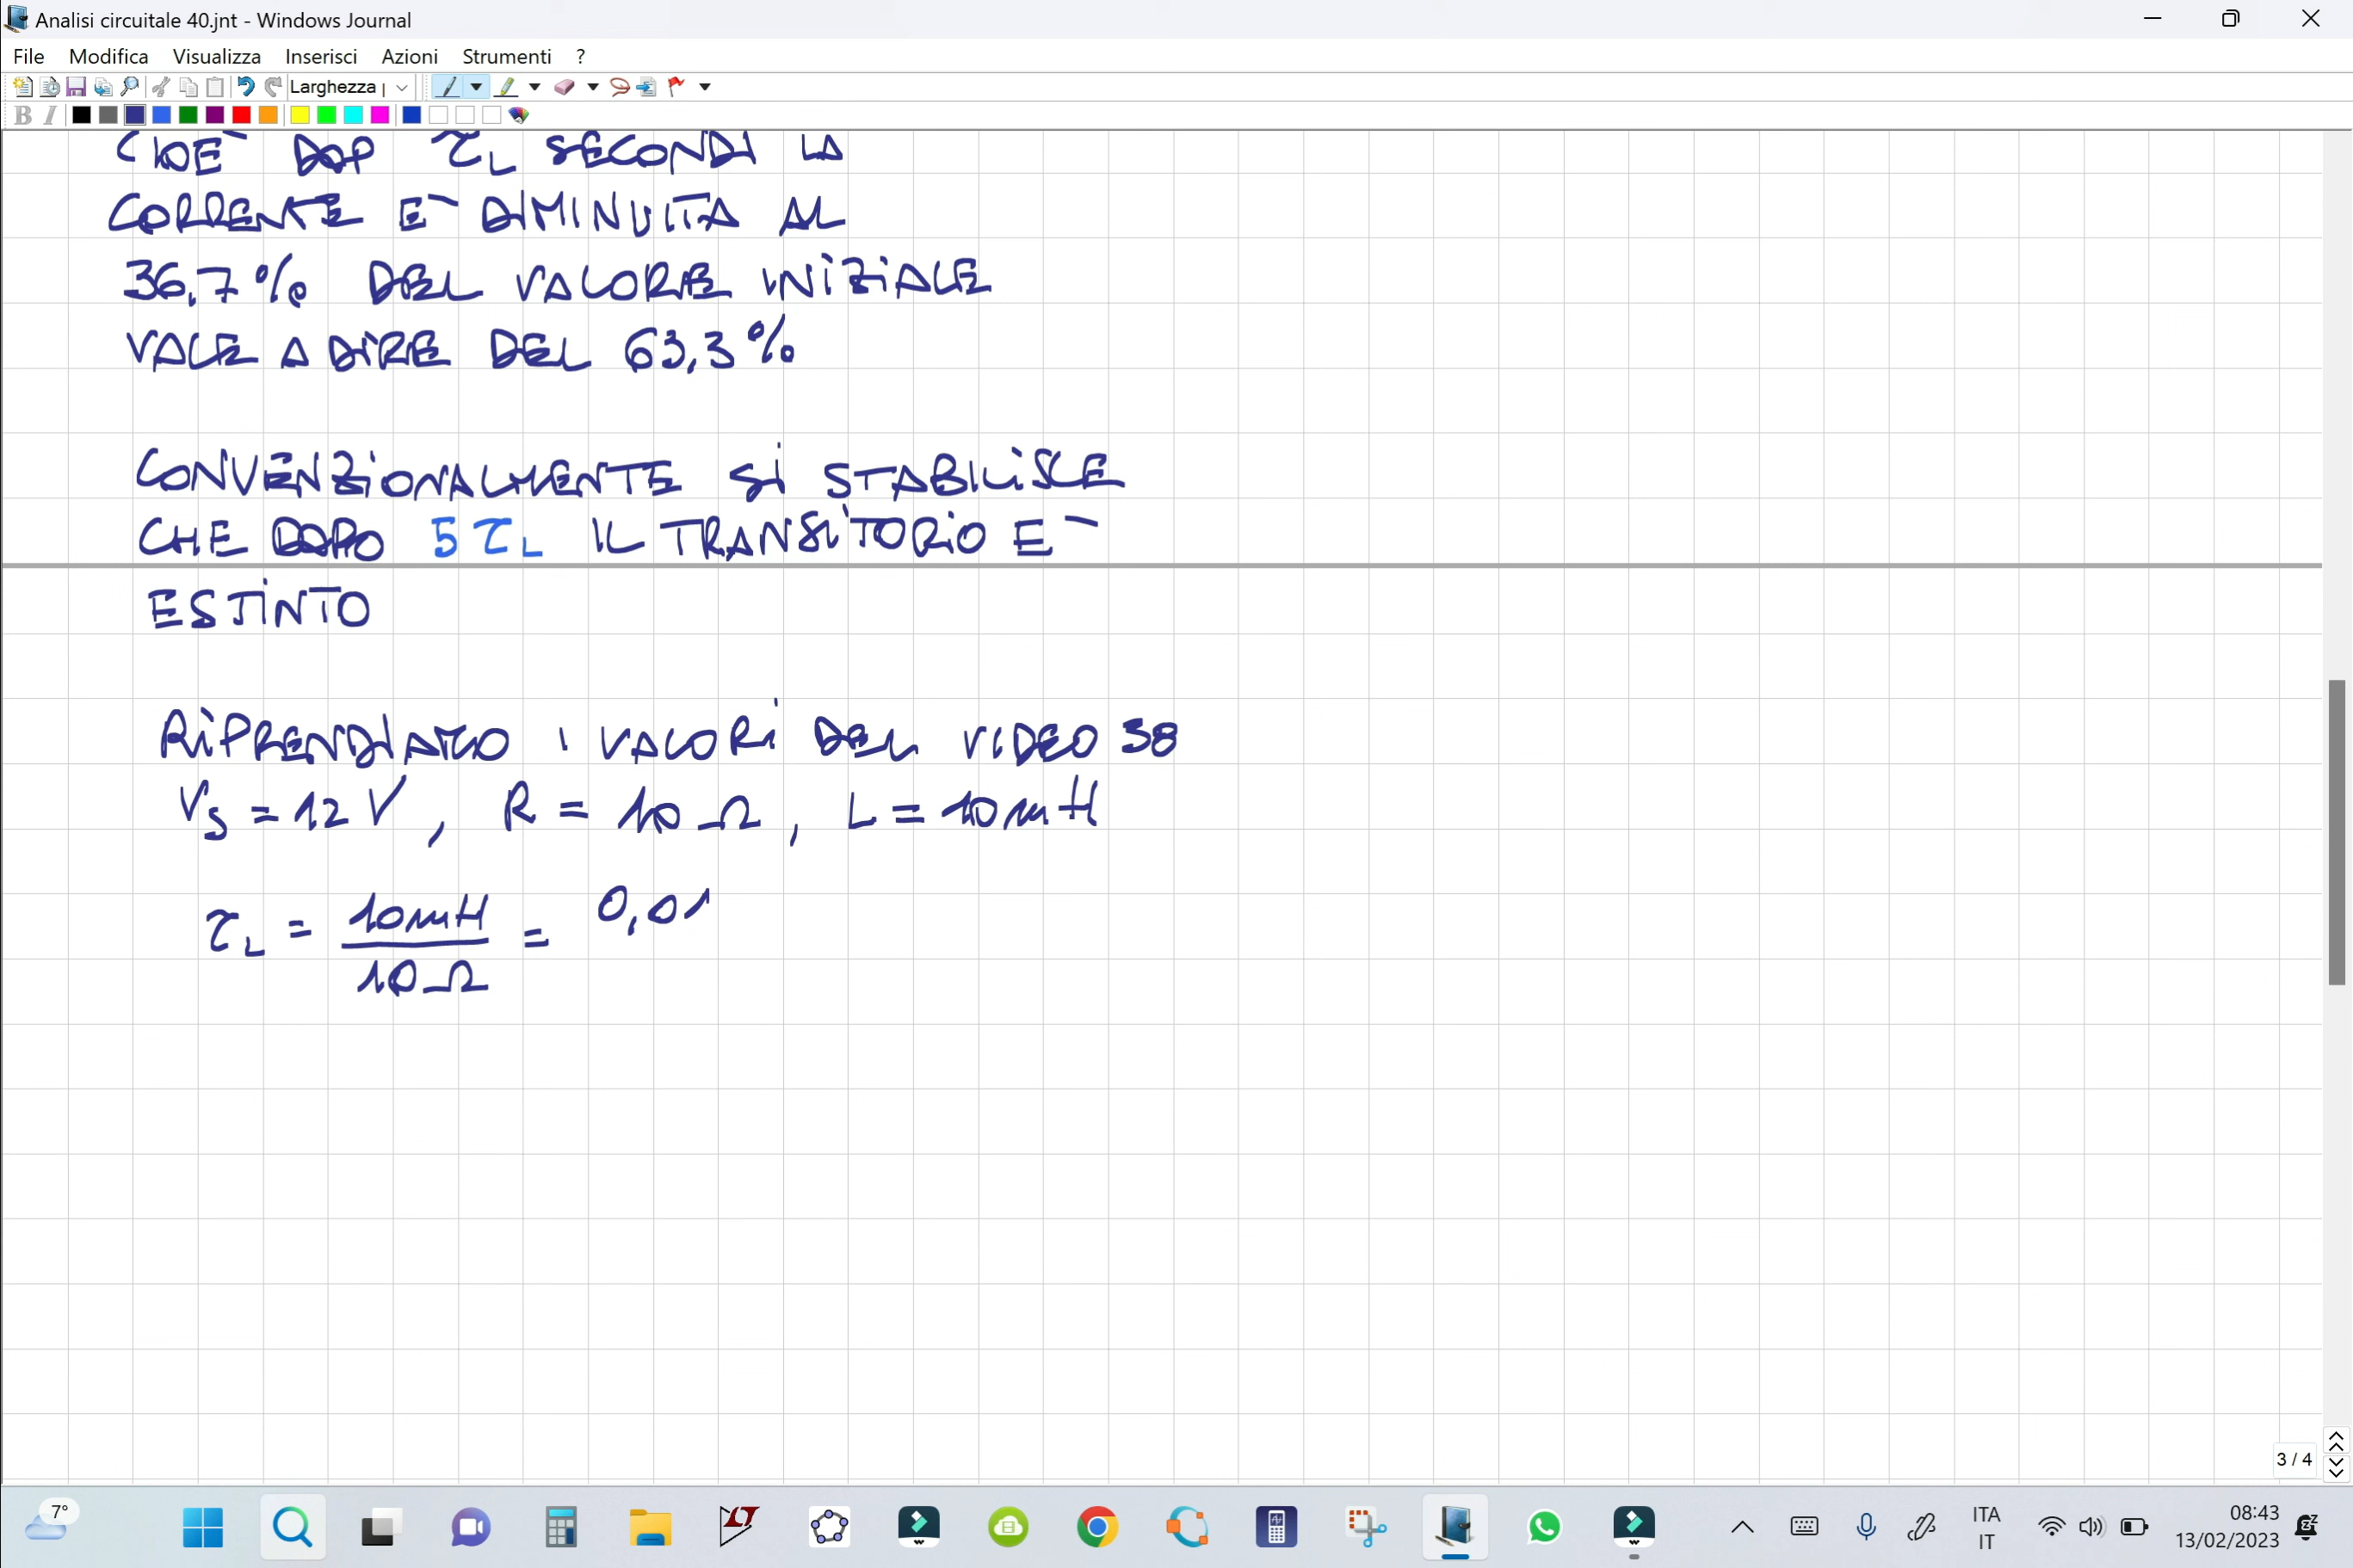 Analisi circuitale 40.jnt - Windows Journal
File Modifica Visualizza Inserisci Azioni Strumenti ?
Larghezza
B I
CIOE' DOP τL SECONDI LA
CORRENTE E' DIMINUITA AL
36,7% DEL VALORE INIZIALE
VALE A DIRE DEL 63,3%
CONVENZIONALMENTE SI STABILISCE
CHE DOPO 5τL IL TRANSITORIO E'
ESTINTO
RIPRENDIAMO I VALORI DEL VIDEO 38
VS = 12 V, R = 10 Ω, L = 10 mH
τL = 10mH / 10Ω = 0,01
3 / 4
7°
ITA
IT
08:43
13/02/2023